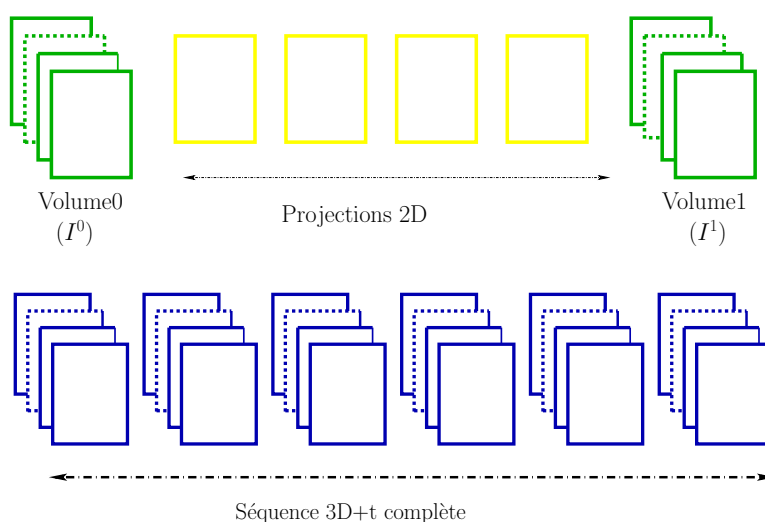 Volume0
(I⁰)
Projections 2D
Volume1
(I¹)
Séquence 3D+t complète